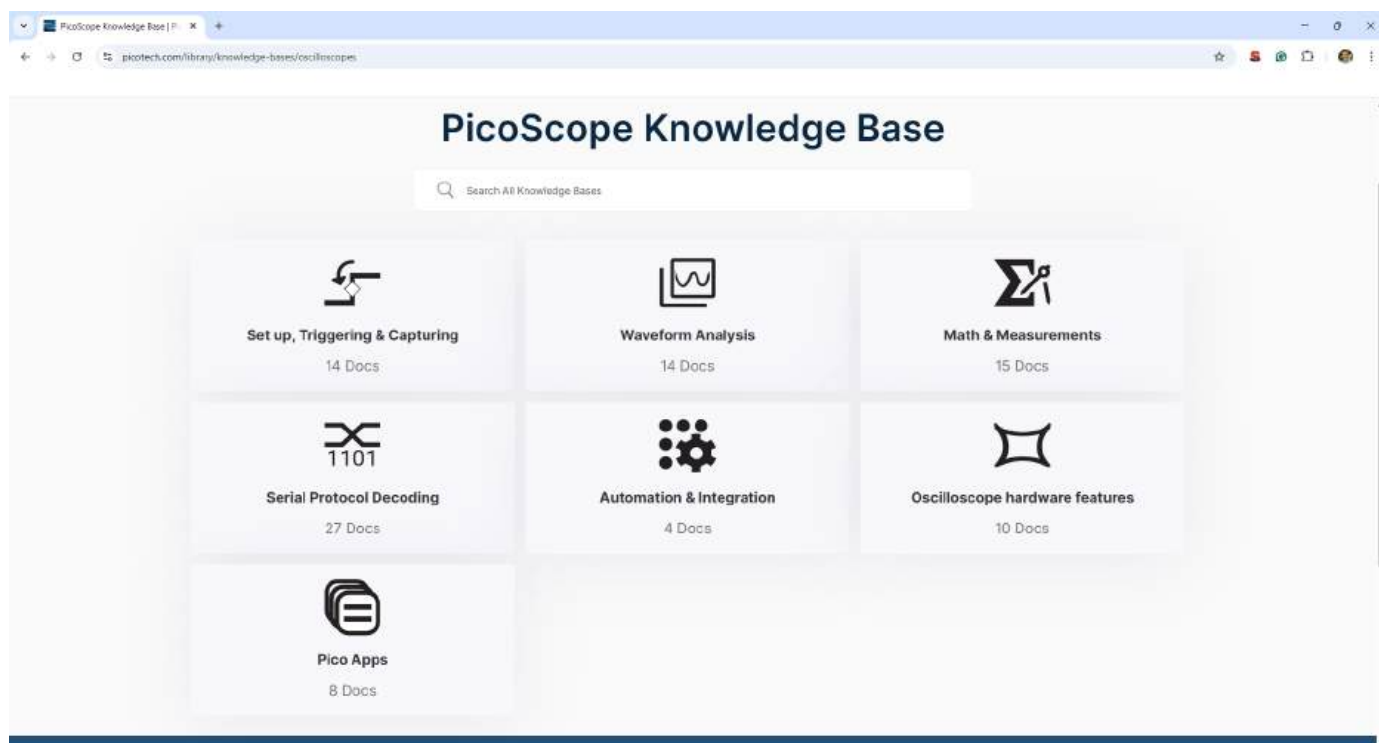 PicoScope Knowledge Base | Pi
picotech.com/library/knowledge-bases/oscilloscopes
PicoScope Knowledge Base
Search All Knowledge Bases
Set up, Triggering & Capturing
14 Docs
Waveform Analysis
14 Docs
Math & Measurements
15 Docs
1101
Serial Protocol Decoding
27 Docs
Automation & Integration
4 Docs
Oscilloscope hardware features
10 Docs
Pico Apps
8 Docs